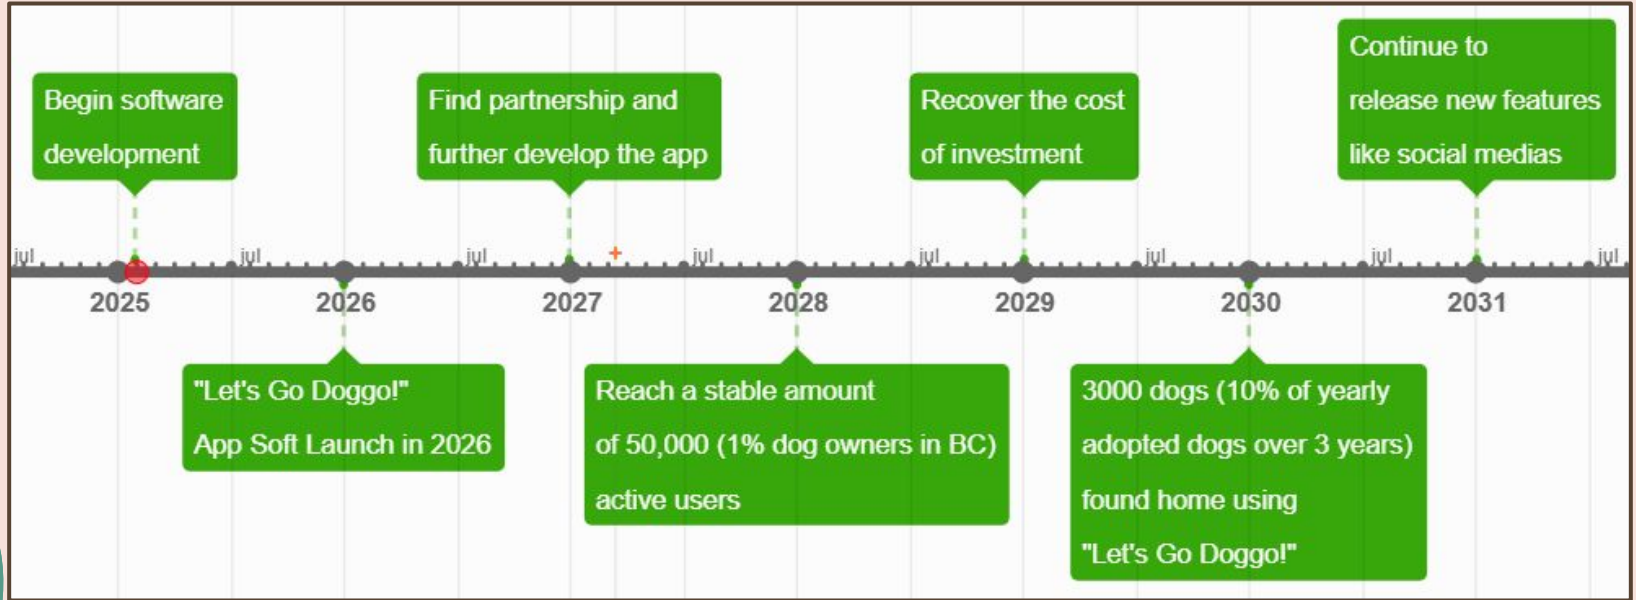 Begin software
development
Find partnership and
further develop the app
Recover the cost
of investment
Continue to
release new features
like social medias
jul
jul
jul
jul
jul
jul
jul
jul
2025
2026
2027
2028
2029
2030
2031
"Let's Go Doggo!"
App Soft Launch in 2026
Reach a stable amount
of 50,000 (1% dog owners in BC)
active users
3000 dogs (10% of yearly
adopted dogs over 3 years)
found home using
"Let's Go Doggo!"